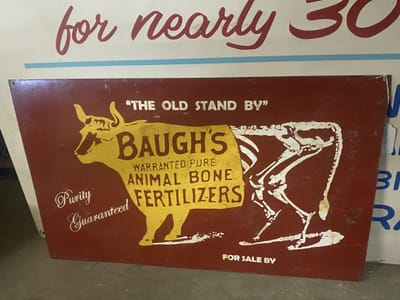 for nearly 30
"THE OLD STAND BY"
BAUGH'S
WARRANTED PURE
ANIMAL BONE
FERTILIZERS
Purity
Guaranteed
FOR SALE BY